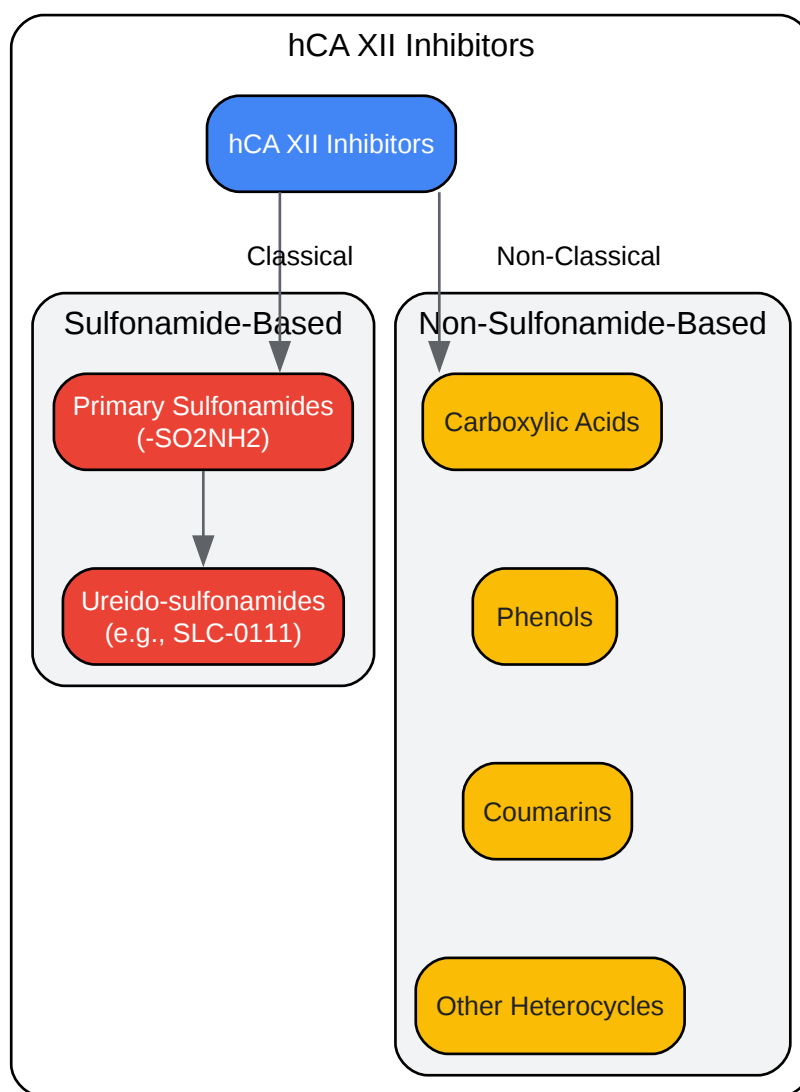 hCA XII Inhibitors
hCA XII Inhibitors
Classical
Non-Classical
Sulfonamide-Based
Primary Sulfonamides
(-SO2NH2)
Ureido-sulfonamides
(e.g., SLC-0111)
Non-Sulfonamide-Based
Carboxylic Acids
Phenols
Coumarins
Other Heterocycles